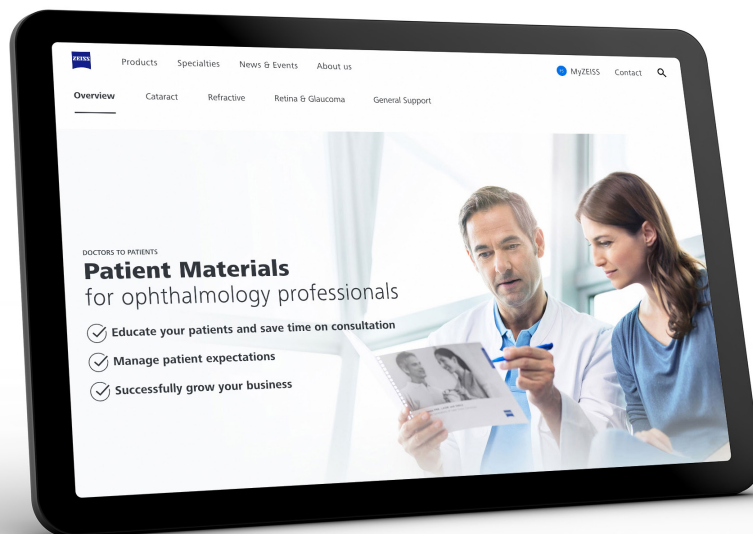 ZEISS
Products Specialties News & Events About us
MyZEISS Contact
Overview Cataract Refractive Retina & Glaucoma General Support
DOCTORS TO PATIENTS
Patient Materials
for ophthalmology professionals
Educate your patients and save time on consultation
Manage patient expectations
Successfully grow your business
ZEISS